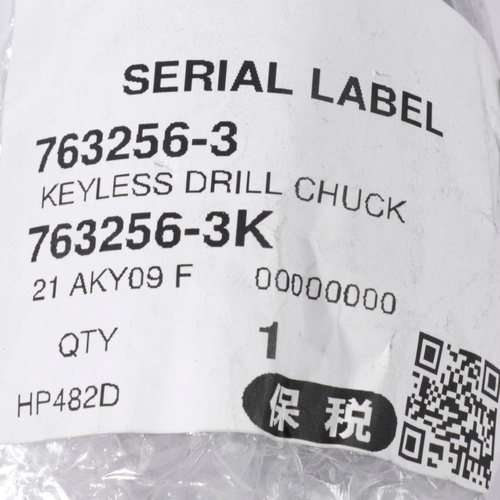 SERIAL LABEL
763256-3
KEYLESS DRILL CHUCK
763256-3K
21 AKY09 F 00000000
QTY 1
HP482D 保税